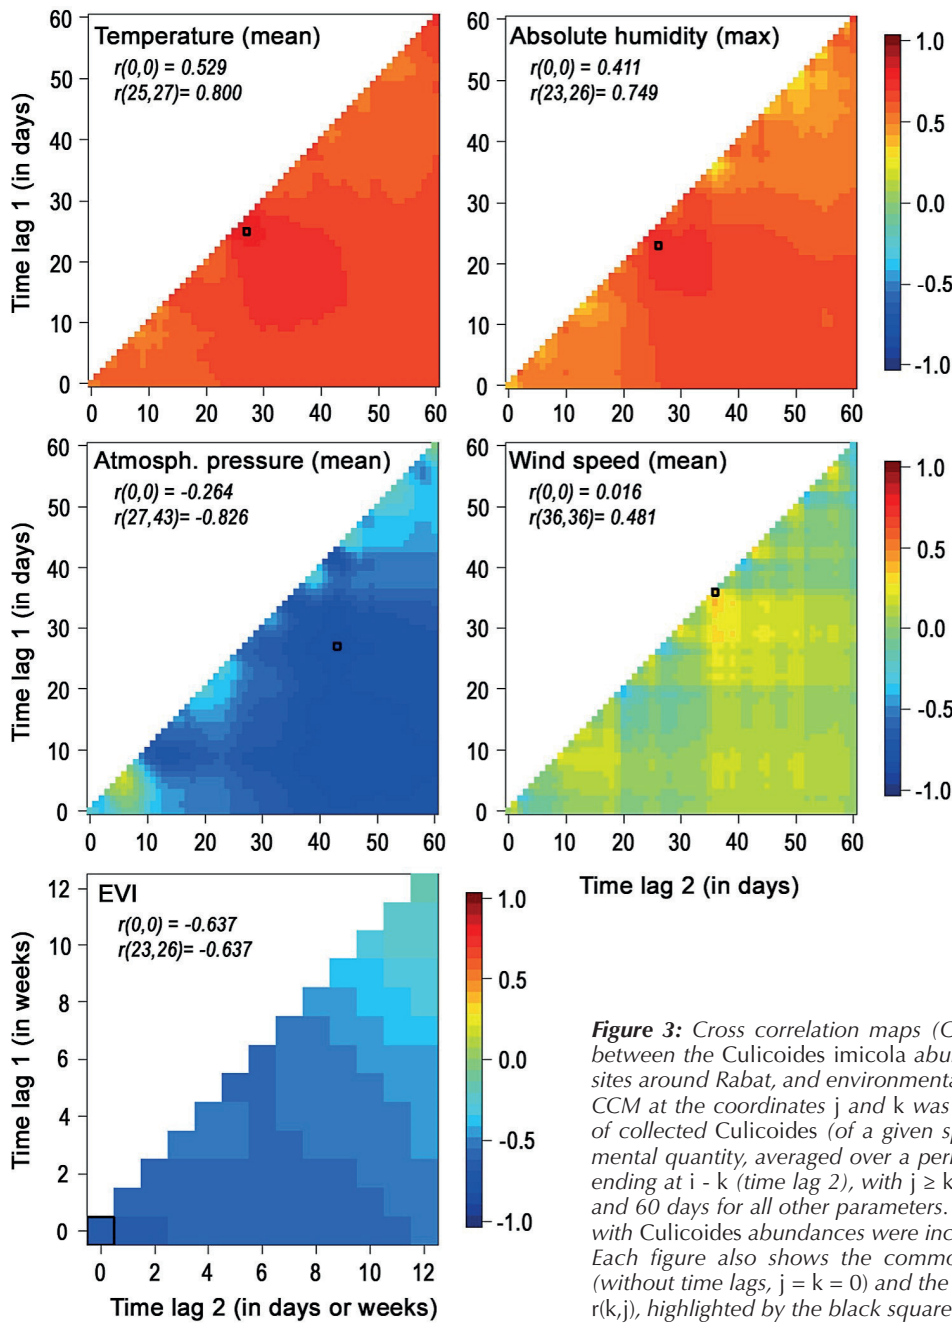 Temperature (mean)
r(0,0) = 0.529
r(25,27)= 0.800
Time lag 1 (in days)
60
50
40
30
20
10
0
0 10 20 30 40 50 60
Absolute humidity (max)
r(0,0) = 0.411
r(23,26) = 0.749
60
50
40
30
20
10
0
0 10 20 30 40 50 60
1.0
0.5
0.0
-0.5
-1.0
Atmosph. pressure (mean)
r(0,0) = -0.264
r(27,43)= -0.826
Time lag 1 (in days)
60
50
40
30
20
10
0
0 10 20 30 40 50 60
Wind speed (mean)
r(0,0) = 0.016
r(36,36)= 0.481
60
50
40
30
20
10
0
0 10 20 30 40 50 60
1.0
0.5
0.0
-0.5
-1.0
Time lag 2 (in days)
EVI
r(0,0) = -0.637
r(23,26)= -0.637
Time lag 1 (in weeks)
12
10
8
6
4
2
0
0 2 4 6 8 10 12
Time lag 2 (in days or weeks)
1.0
0.5
0.0
-0.5
-1.0
Figure 3: Cross correlation maps (C
between the Culicoides imicola abu
sites around Rabat, and environmenta
CCM at the coordinates j and k was
of collected Culicoides (of a given s
mental quantity, averaged over a per
ending at i - k (time lag 2), with j ≥ k
and 60 days for all other parameters.
with Culicoides abundances were inc
Each figure also shows the commo
(without time lags, j = k = 0) and the
r(k,j), highlighted by the black square